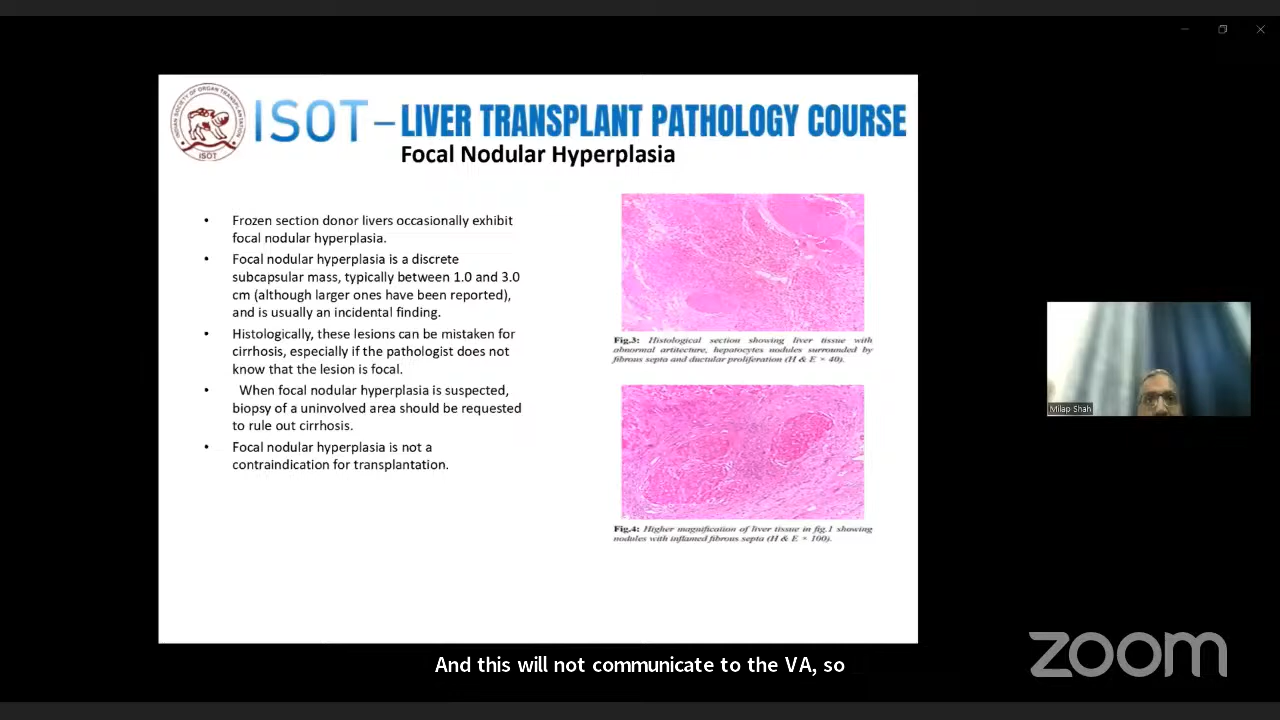 INDIAN SOCIETY OF ORGAN TRANSPLANTATION
ISOT
ISOT – LIVER TRANSPLANT PATHOLOGY COURSE
Focal Nodular Hyperplasia
• Frozen section donor livers occasionally exhibit
focal nodular hyperplasia.
• Focal nodular hyperplasia is a discrete
subcapsular mass, typically between 1.0 and 3.0
cm (although larger ones have been reported),
and is usually an incidental finding.
• Histologically, these lesions can be mistaken for
cirrhosis, especially if the pathologist does not
know that the lesion is focal.
• When focal nodular hyperplasia is suspected,
biopsy of a uninvolved area should be requested
to rule out cirrhosis.
• Focal nodular hyperplasia is not a
contraindication for transplantation.
Fig.3: Histological section showing liver tissue with
abnormal artitecture, hepatocytes nodules surrounded by
fibrous septa and ductular proliferation (H & E × 40).
Fig.4: Higher magnification of liver tissue in fig.1 showing
nodules with inflamed fibrous septa (H & E × 100).
Milap Shah
And this will not communicate to the VA, so
zoom